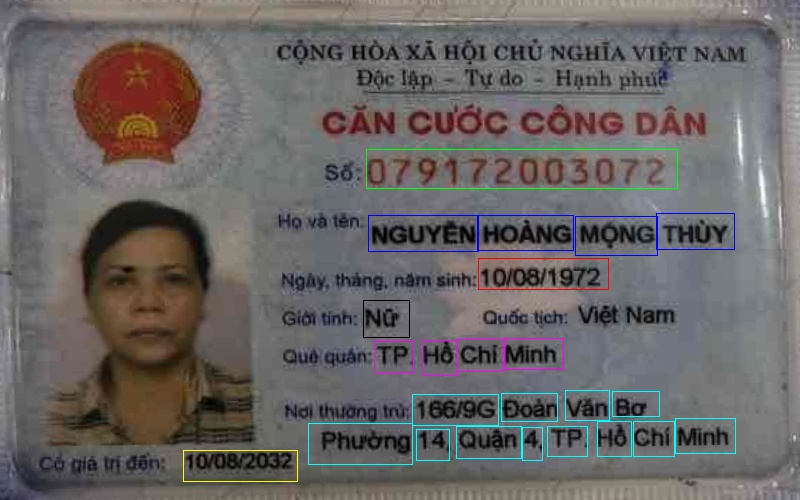 CỘNG HÒA XÃ HỘI CHỦ NGHĨA VIỆT NAM
Độc lập - Tự do - Hạnh phúc
CĂN CƯỚC CÔNG DÂN
Số: 079172003072
Họ và tên: NGUYỄN HOÀNG MỘNG THÙY
Ngày, tháng, năm sinh: 10/08/1972
Giới tính: Nữ Quốc tịch: Việt Nam
Quê quán: TP. Hồ Chí Minh
Nơi thường trú: 166/9G Đoàn Văn Bơ
Phường 14, Quận 4, TP. Hồ Chí Minh
Có giá trị đến: 10/08/2032